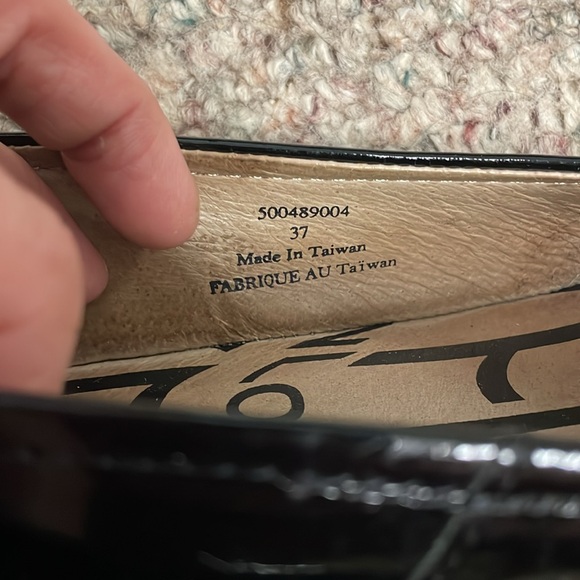 500489004
37
Made In Taiwan
FABRIQUE AU Taïwan